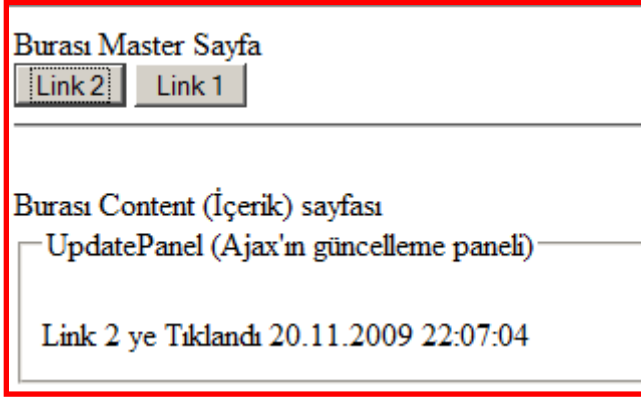 Burası Master Sayfa
Link 2 Link 1
Burası Content (İçerik) sayfası
UpdatePanel (Ajax'ın güncelleme paneli)
Link 2 ye Tıklandı 20.11.2009 22:07:04